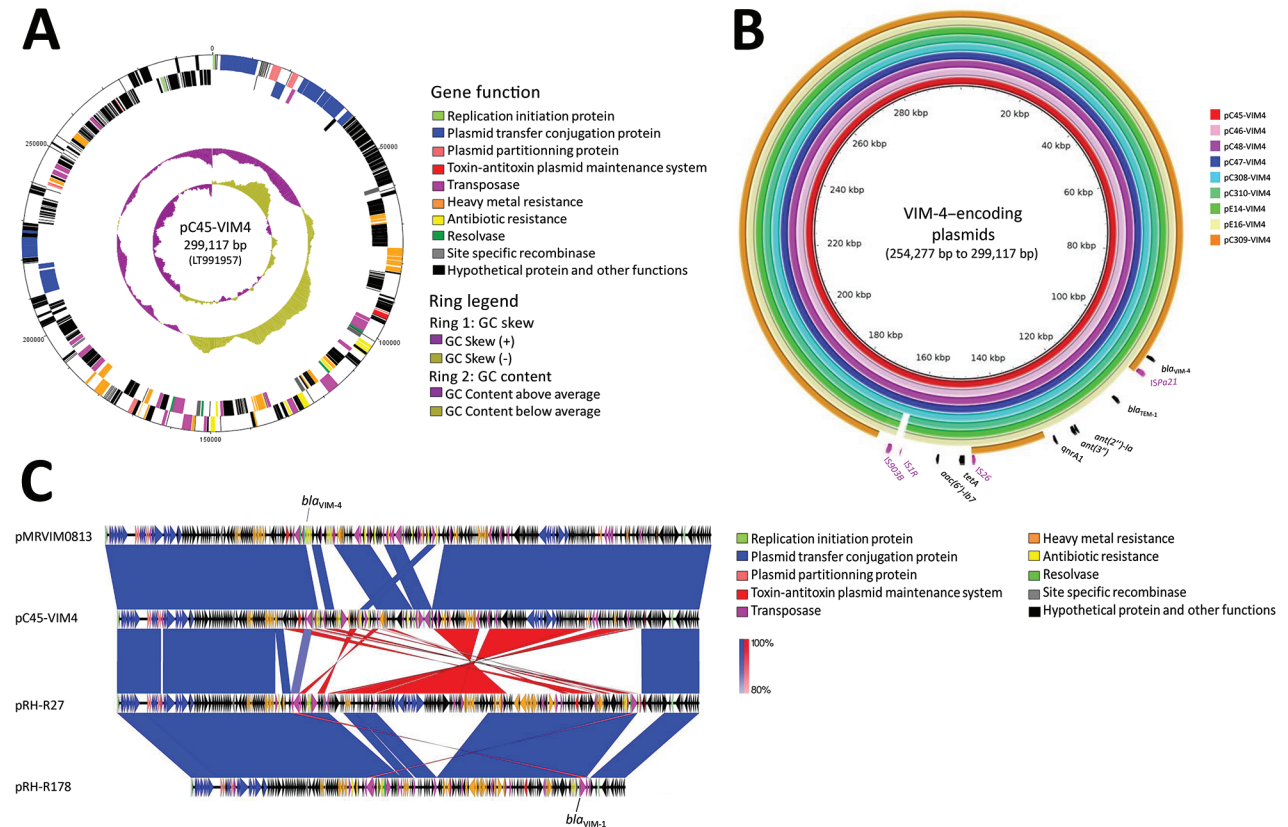 A
0
50000
100000
150000
200000
250000
pC45-VIM4
299,117 bp
(LT991957)
Gene function
Replication initiation protein
Plasmid transfer conjugation protein
Plasmid partitionning protein
Toxin-antitoxin plasmid maintenance system
Transposase
Heavy metal resistance
Antibiotic resistance
Resolvase
Site specific recombinase
Hypothetical protein and other functions
Ring legend
Ring 1: GC skew
GC Skew (+)
GC Skew (-)
Ring 2: GC content
GC Content above average
GC Content below average
B
20 kbp
40 kbp
60 kbp
80 kbp
100 kbp
120 kbp
140 kbp
160 kbp
180 kbp
200 kbp
220 kbp
240 kbp
260 kbp
280 kbp
VIM-4–encoding
plasmids
(254,277 bp to 299,117 bp)
blaVIM-4
ISPa21
blaTEM-1
ant(2")-Ia
ant(3")
qnrA1
IS26
tetA
aac(6')-Ib7
IS1R
IS903B
pC45-VIM4
pC46-VIM4
pC48-VIM4
pC47-VIM4
pC308-VIM4
pC310-VIM4
pE14-VIM4
pE16-VIM4
pC309-VIM4
C
blaVIM-4
pMRVIM0813
pC45-VIM4
pRH-R27
pRH-R178
blaVIM-1
Replication initiation protein
Plasmid transfer conjugation protein
Plasmid partitionning protein
Toxin-antitoxin plasmid maintenance system
Transposase
Heavy metal resistance
Antibiotic resistance
Resolvase
Site specific recombinase
Hypothetical protein and other functions
100%
80%